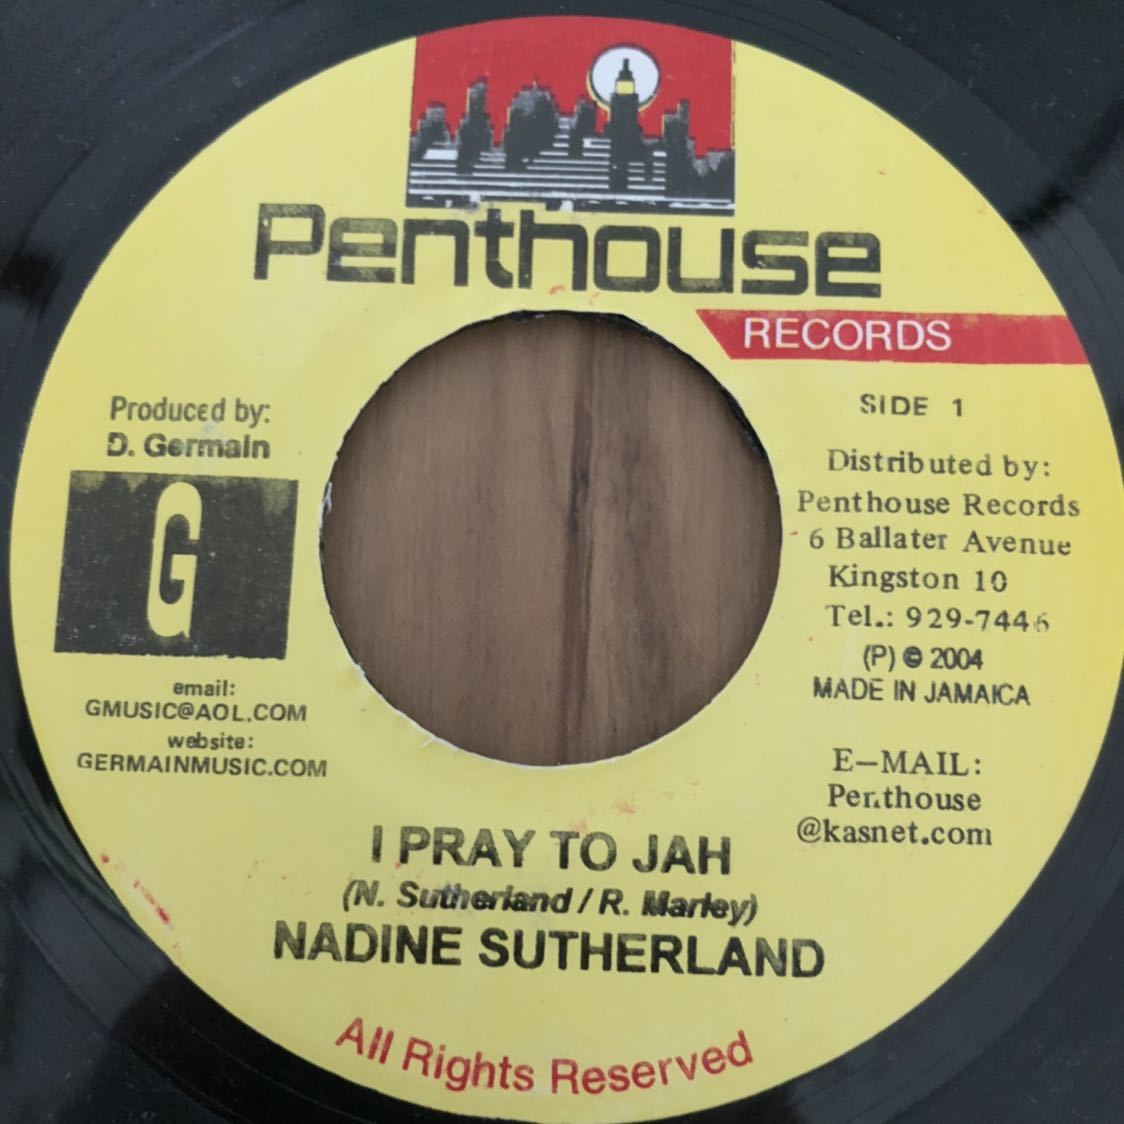 Penthouse
RECORDS
Produced by:
D. Germain
G
email:
GMUSIC@AOL.COM
website:
GERMAINMUSIC.COM
SIDE 1
Distributed by:
Penthouse Records
6 Ballater Avenue
Kingston 10
Tel.: 929-7446
(P) © 2004
MADE IN JAMAICA
E-MAIL:
Penthouse
@kasnet.com
I PRAY TO JAH
(N. Sutherland / R. Marley)
NADINE SUTHERLAND
All Rights Reserved